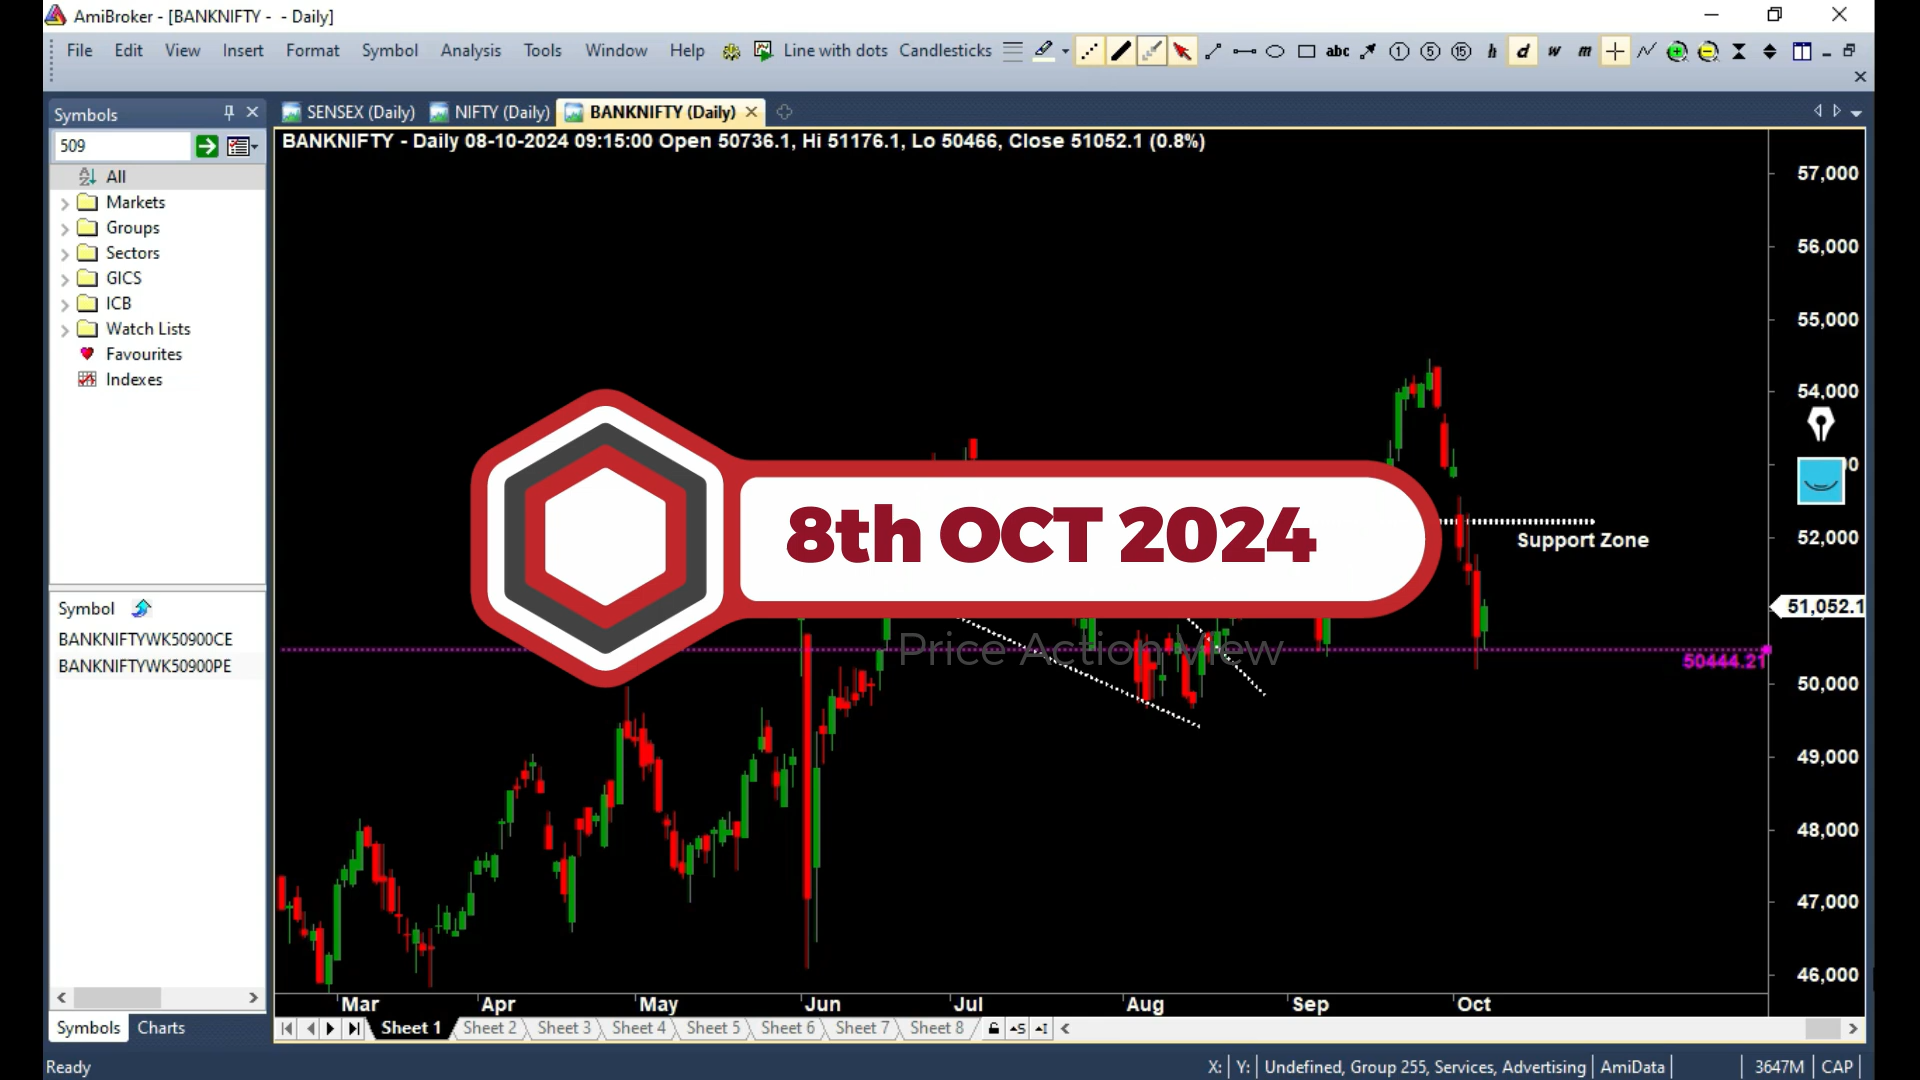 AmiBroker - [BANKNIFTY - - Daily]
File Edit View Insert Format Symbol Analysis Tools Window Help Line with dots Candlesticks abc 1 5 15 h d w m
Symbols
SENSEX (Daily) NIFTY (Daily) BANKNIFTY (Daily)
509
BANKNIFTY - Daily 08-10-2024 09:15:00 Open 50736.1, Hi 51176.1, Lo 50466, Close 51052.1 (0.8%)
All
Markets
Groups
Sectors
GICS
ICB
Watch Lists
Favourites
Indexes
57,000
56,000
55,000
54,000
8th OCT 2024
Support Zone
52,000
51,052.1
Price Action View
50444.21
50,000
49,000
48,000
47,000
46,000
Symbol
BANKNIFTYWK50900CE
BANKNIFTYWK50900PE
Mar Apr May Jun Jul Aug Sep Oct
Symbols Charts
Sheet 1 Sheet 2 Sheet 3 Sheet 4 Sheet 5 Sheet 6 Sheet 7 Sheet 8
Ready
X: Y: Undefined, Group 255, Services, Advertising AmiData 3647M CAP